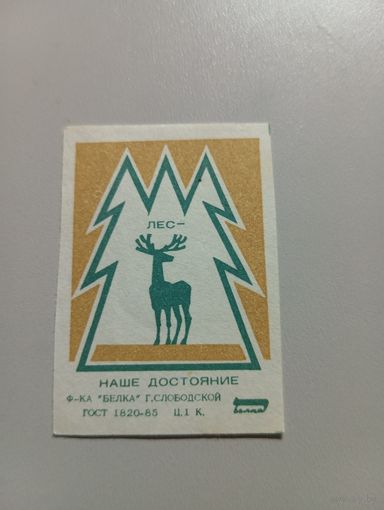 ЛЕС-
НАШЕ ДОСТОЯНИЕ
Ф-КА "БЕЛКА" Г.СЛОБОДСКОЙ
ГОСТ 1820-85 Ц.1 К.
белка